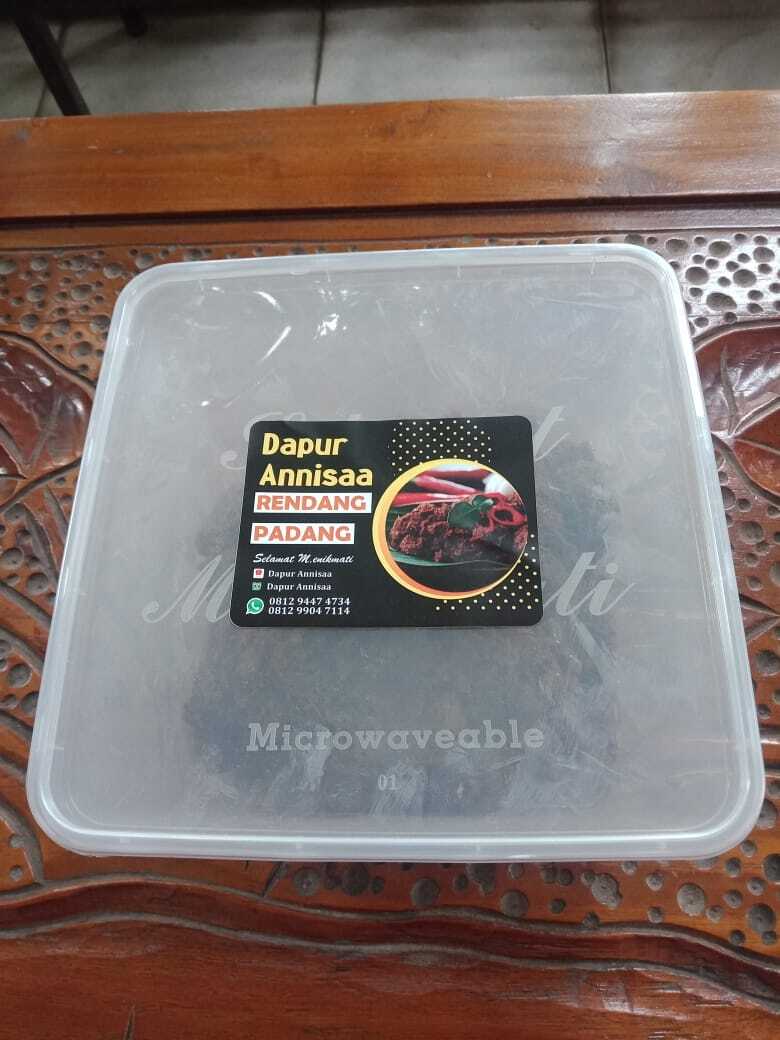 Dapur
Annisaa
RENDANG
PADANG
Selamat M.enikmati
Dapur Annisaa
Dapur Annisaa
0812 9447 4734
0812 9904 7114
Microwaveable
01